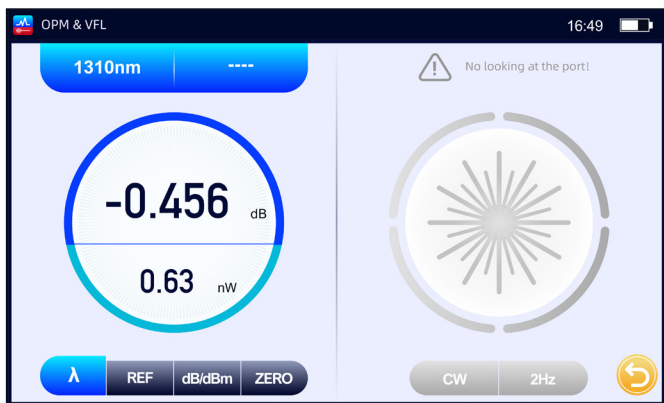 OPM & VFL
16:49
1310nm
----
No looking at the port!
-0.456 dB
0.63 nW
λ
REF
dB/dBm
ZERO
CW
2Hz